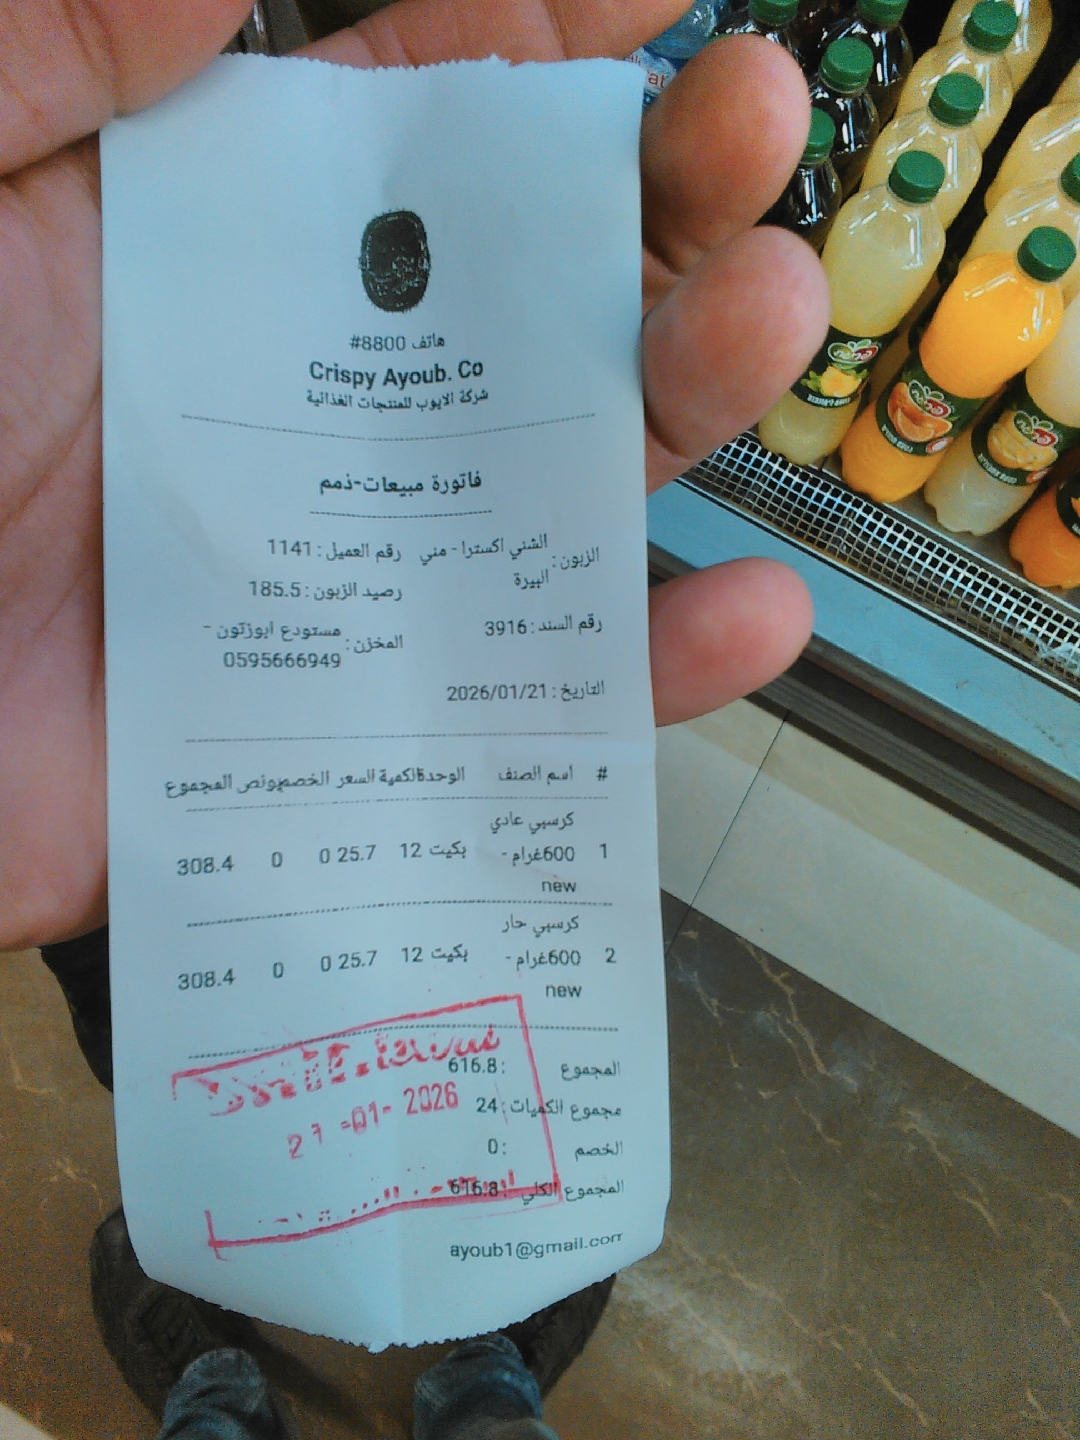 هاتف 8800#
Crispy Ayoub. Co
شركة الايوب للمنتجات الغذائية
فاتورة مبيعات-ذمم
الزبون: الشني اكسترا - مني البيرة
رقم العميل: 1141
رصيد الزبون: 185.5
رقم السند: 3916
المخزن: مستودع ابوزتون - 0595666949
التاريخ: 2026/01/21
# اسم الصنف الوحدة الكمية السعر الخصم بونص المجموع
1 كرسبي عادي 600غرام - new بكيت 12 25.7 0 0 308.4
2 كرسبي حار 600غرام - new بكيت 12 25.7 0 0 308.4
المجموع: 616.8
مجموع الكميات: 24
الخصم: 0
المجموع الكلي: 616.8
21-01-2026
ayoub1@gmail.com